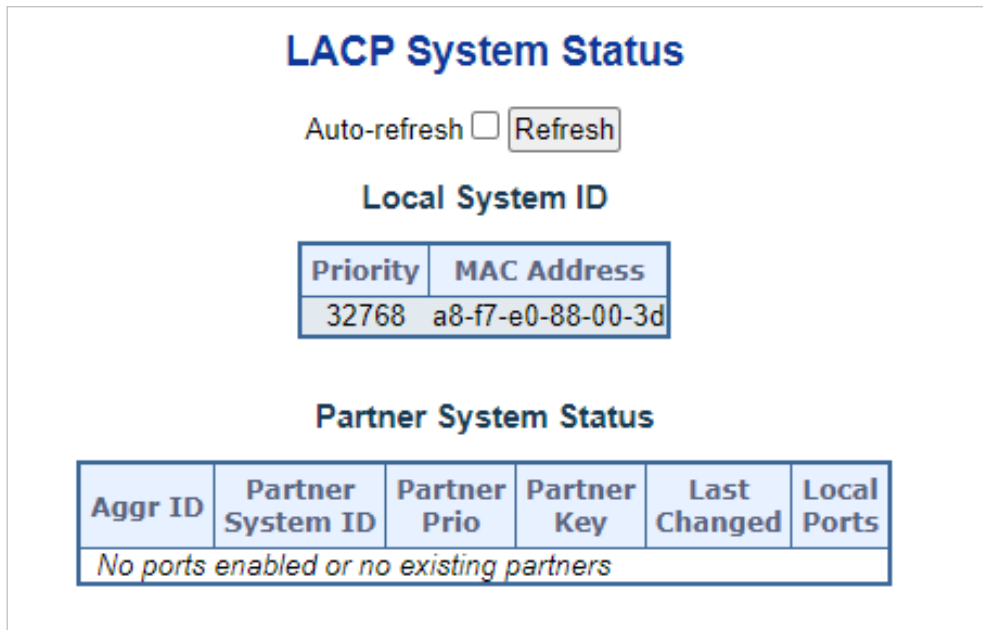 LACP System Status
Auto-refresh Refresh
Local System ID
Priority MAC Address
32768 a8-f7-e0-88-00-3d
Partner System Status
Aggr ID Partner System ID Partner Prio Partner Key Last Changed Local Ports
No ports enabled or no existing partners